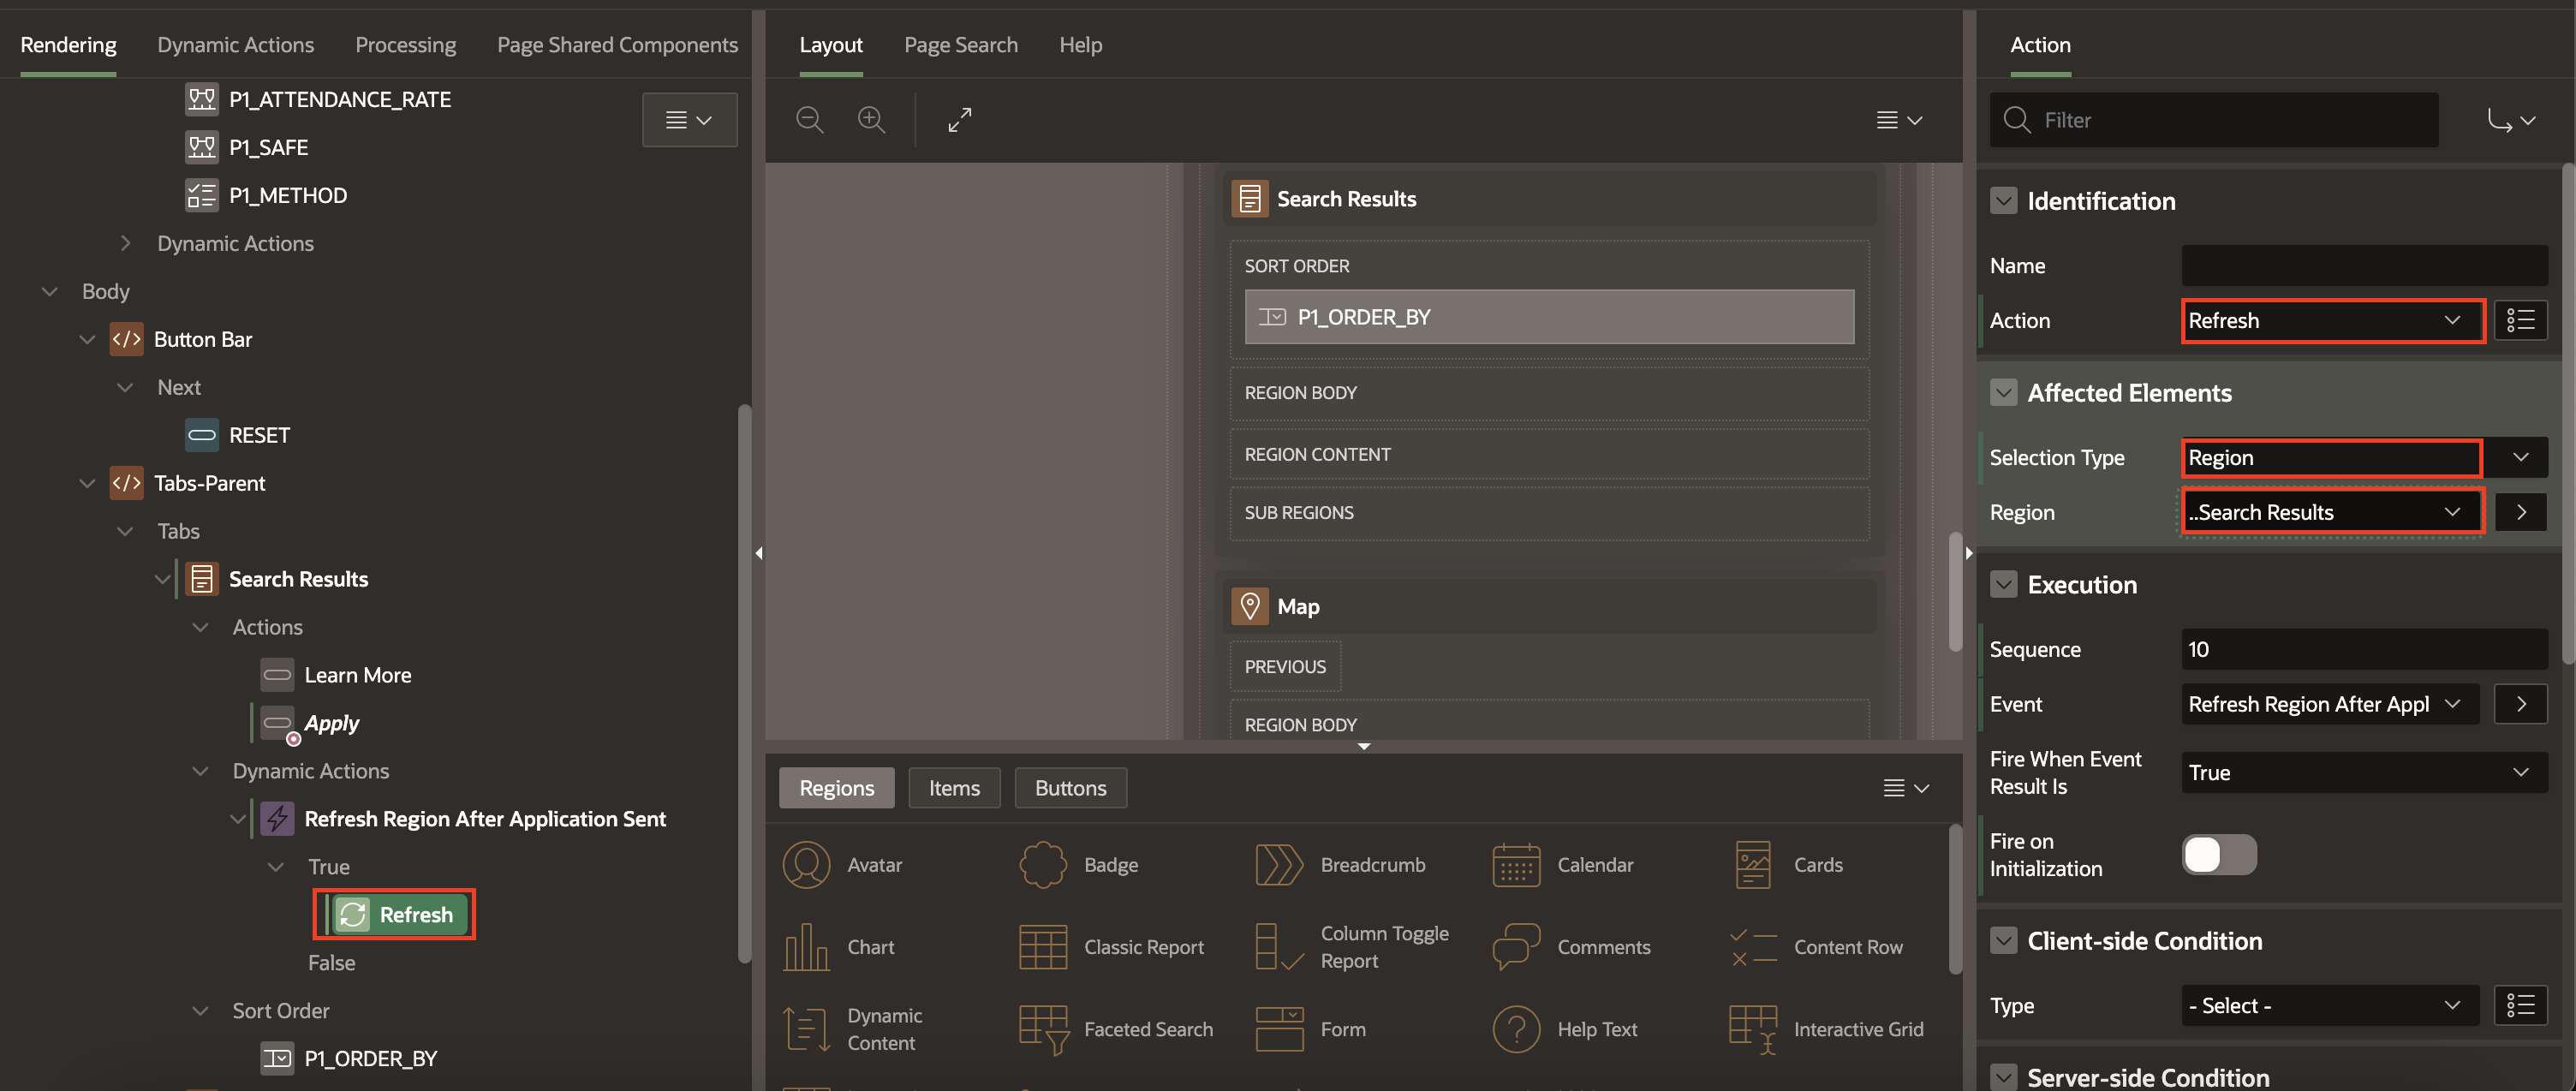 Rendering
Dynamic Actions
Processing
Page Shared Components
P1_ATTENDANCE_RATE
P1_SAFE
P1_METHOD
Dynamic Actions
Body
Button Bar
Next
RESET
Tabs-Parent
Tabs
Search Results
Actions
Learn More
Apply
Dynamic Actions
Refresh Region After Application Sent
True
Refresh
False
Sort Order
P1_ORDER_BY
Layout
Page Search
Help
Search Results
SORT ORDER
P1_ORDER_BY
REGION BODY
REGION CONTENT
SUB REGIONS
Map
PREVIOUS
REGION BODY
Regions
Items
Buttons
Avatar
Badge
Breadcrumb
Calendar
Cards
Chart
Classic Report
Column Toggle
Report
Comments
Content Row
Dynamic
Content
Faceted Search
Form
Help Text
Interactive Grid
Action
Filter
Identification
Name
Action
Refresh
Affected Elements
Selection Type
Region
Region
..Search Results
Execution
Sequence
10
Event
Refresh Region After Appl
Fire When Event
Result Is
True
Fire on
Initialization
Client-side Condition
Type
- Select -
Server-side Condition